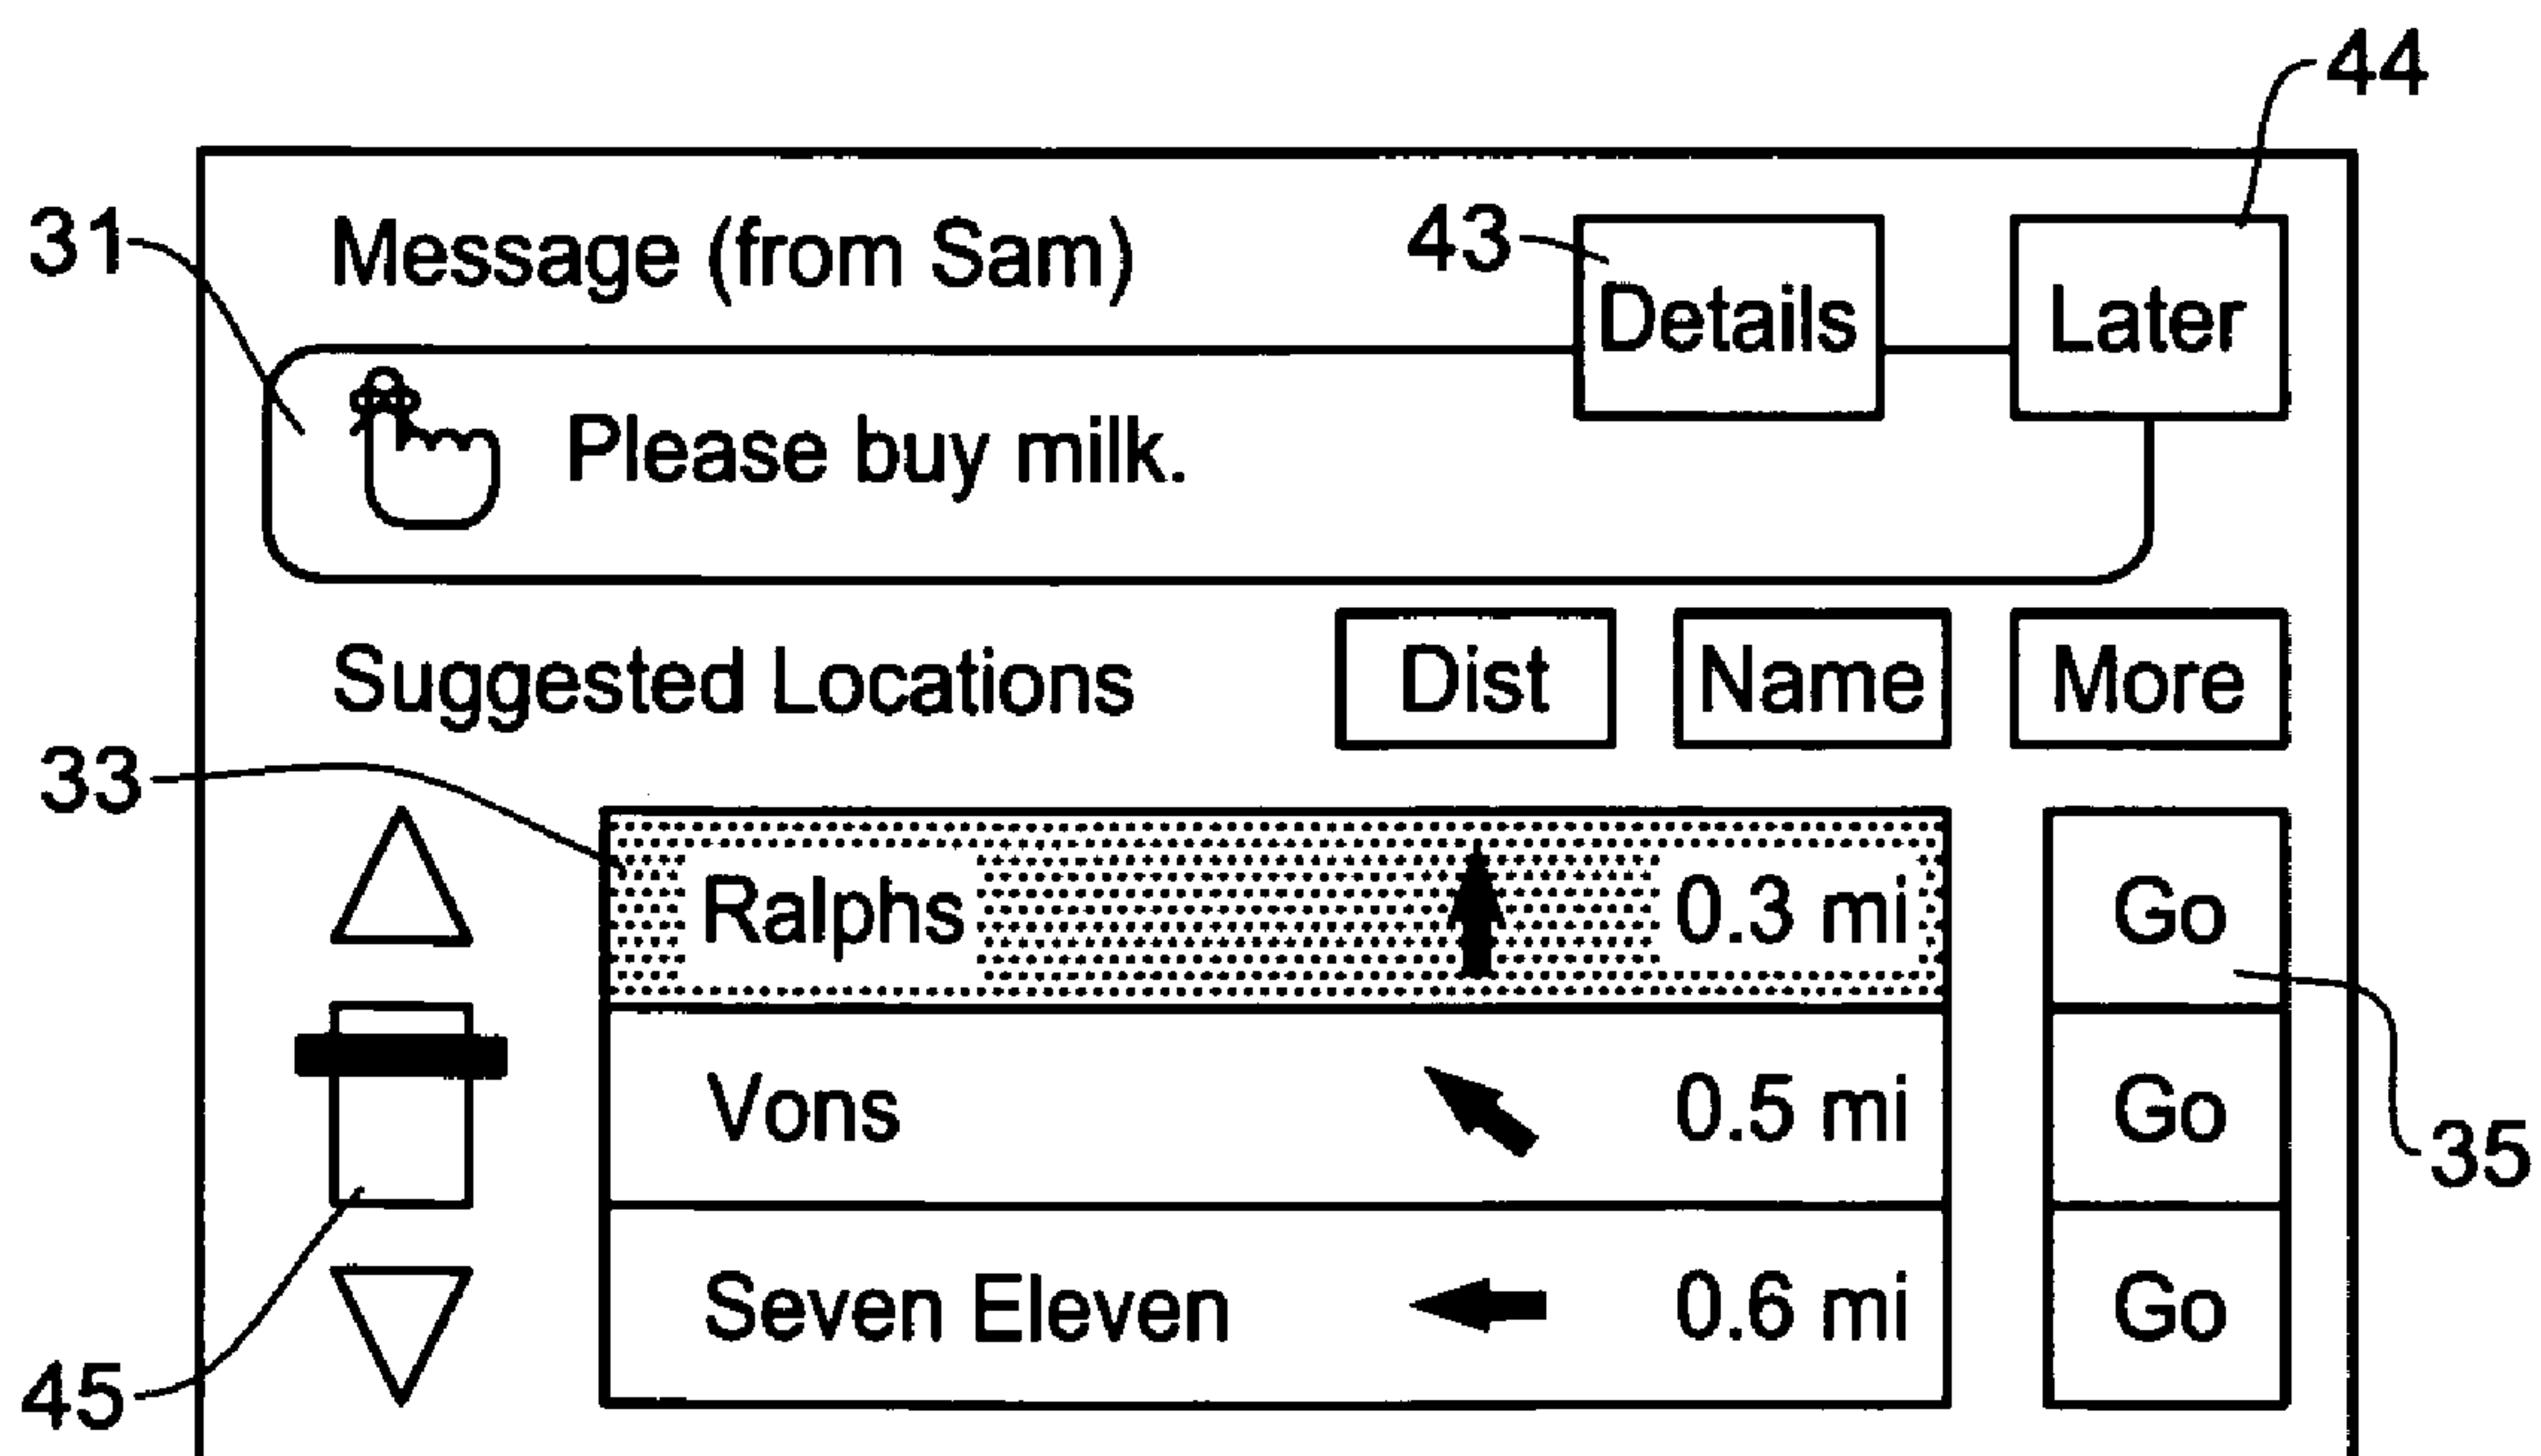 44
31 Message (from Sam) 43 Details Later
Please buy milk.
Suggested Locations Dist Name More
33
Ralphs 0.3 mi Go
Vons 0.5 mi Go
35
Seven Eleven 0.6 mi Go
45